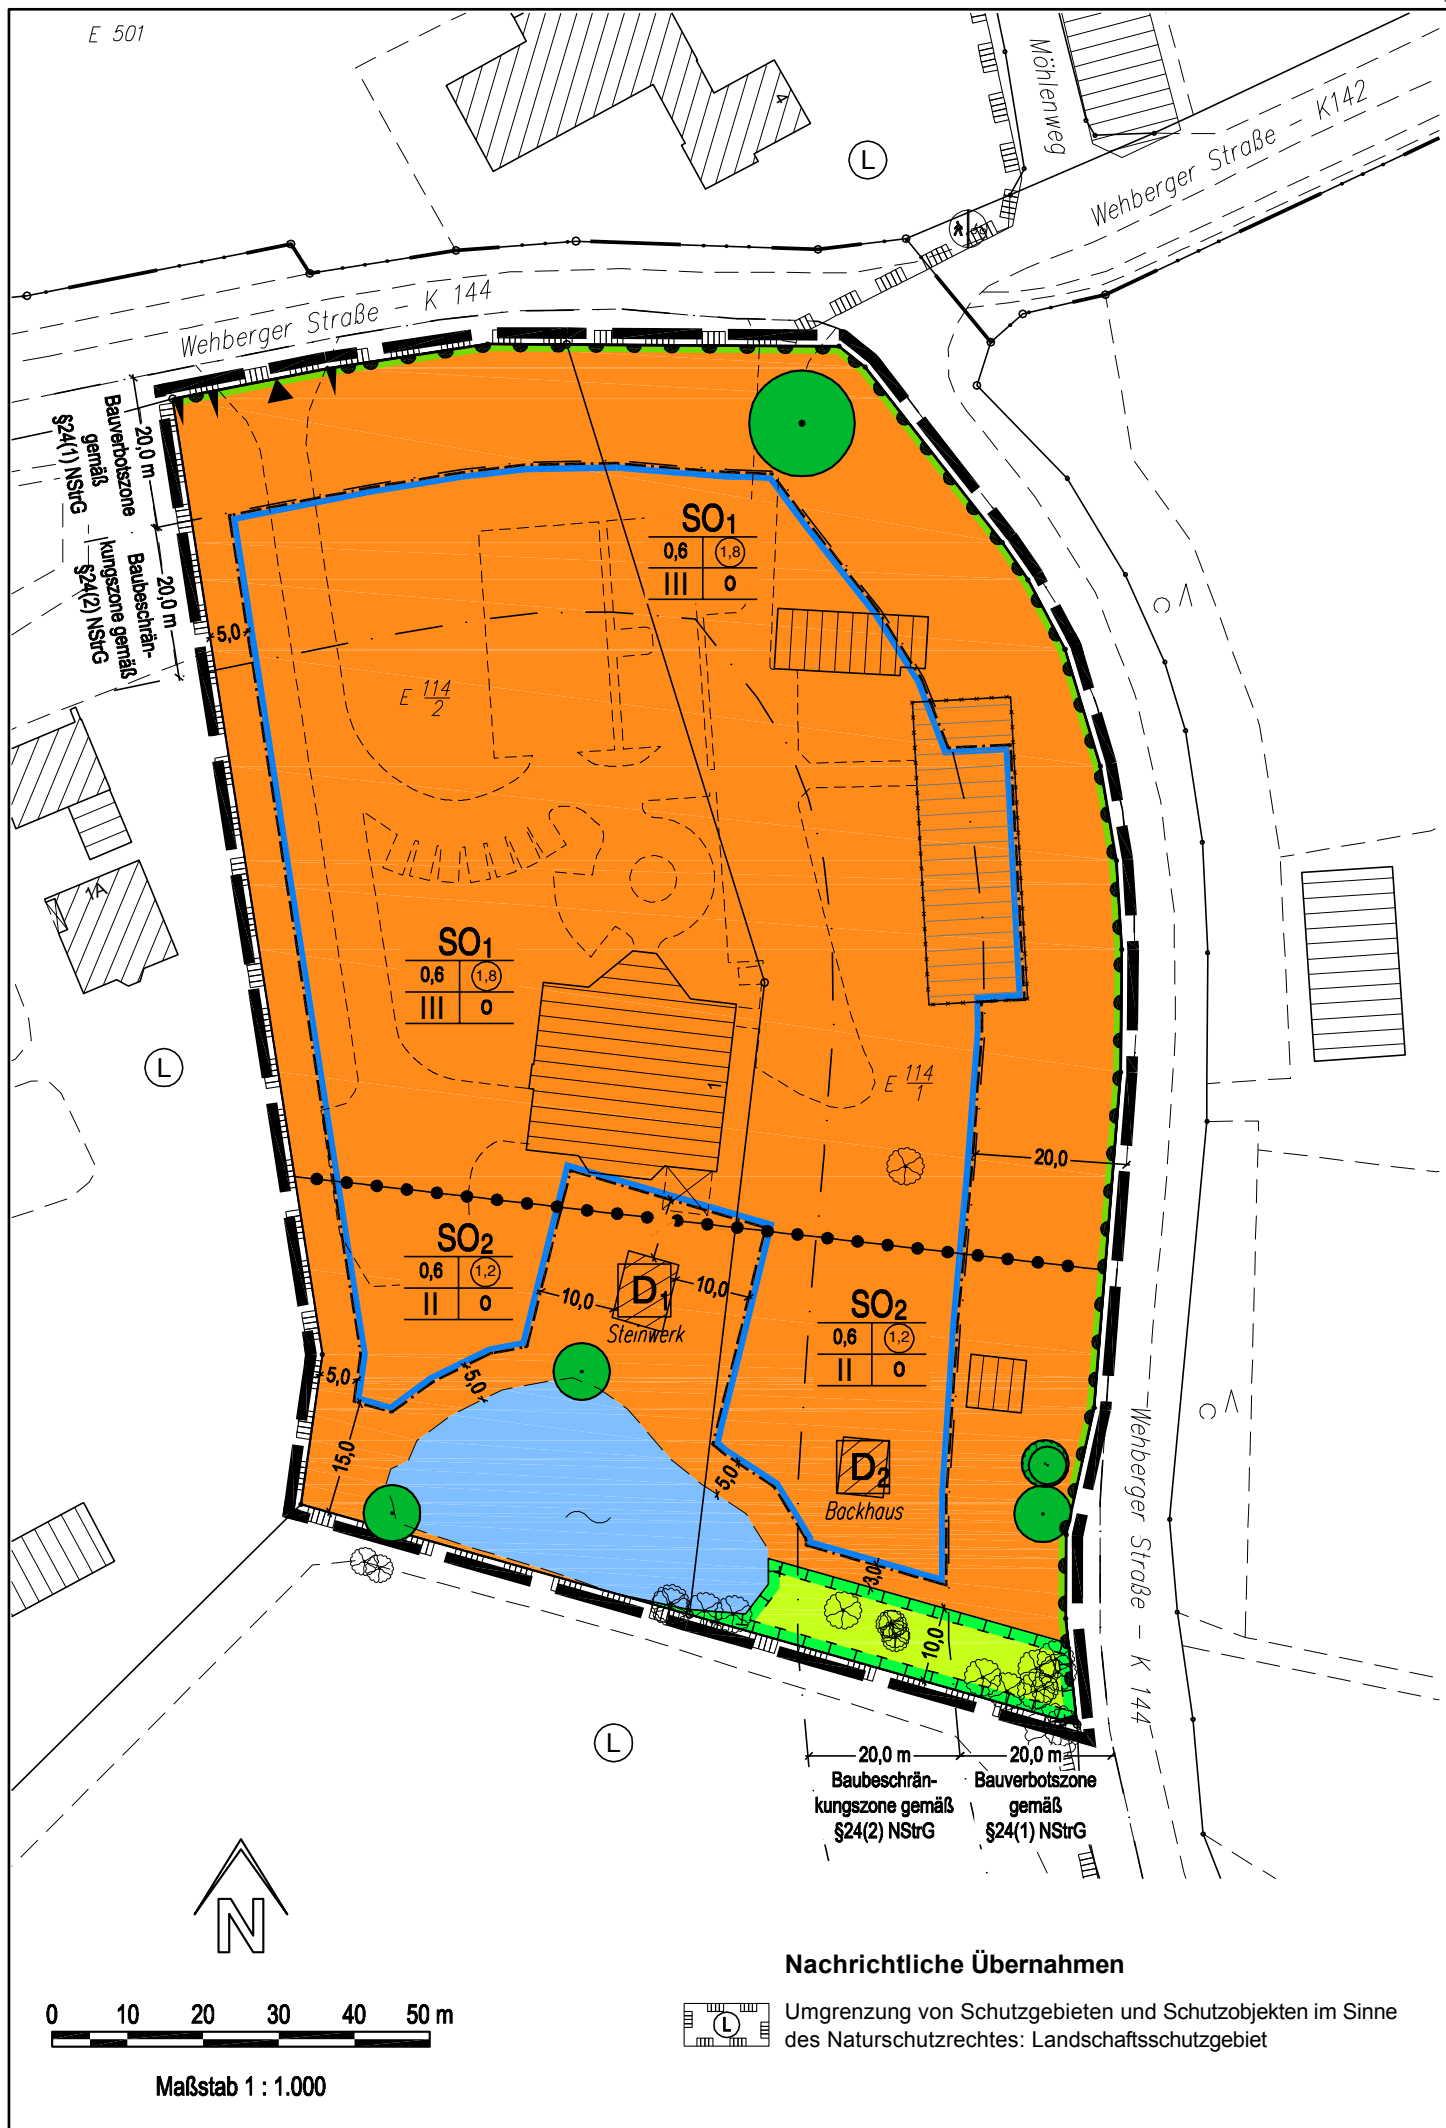 E 501
4
L
Möhlenweg
Wehberger Straße - K142
Wehberger Straße - K 144
20,0 m
Bauverbotszone
gemäß
§24(1) NStrG
20,0 m
Baubeschrän-
kungszone gemäß
§24(2) NStrG
5,0
SO1
0,6 1,8
III o
E 114/2
1A
SO1
0,6 1,8
III o
L
1
E 114/1
20,0
SO2
0,6 1,2
II o
10,0
D1
10,0
Steinwerk
SO2
0,6 1,2
II o
5,0
5,0
15,0
5,0
D2
Backhaus
3,0
10,0
Wehberger Straße - K 144
L
20,0 m
Baubeschrän-
kungszone gemäß
§24(2) NStrG
20,0 m
Bauverbotszone
gemäß
§24(1) NStrG
N
0 10 20 30 40 50 m
Maßstab 1 : 1.000
Nachrichtliche Übernahmen
L
Umgrenzung von Schutzgebieten und Schutzobjekten im Sinne
des Naturschutzrechtes: Landschaftsschutzgebiet